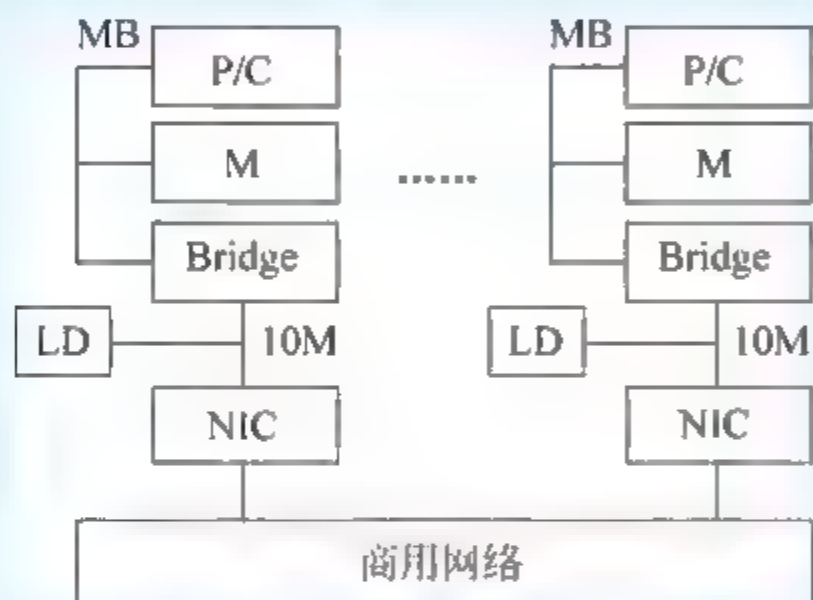 MB P/C MB P/C
M ...... M
Bridge Bridge
LD 10M LD 10M
NIC NIC
商用网络